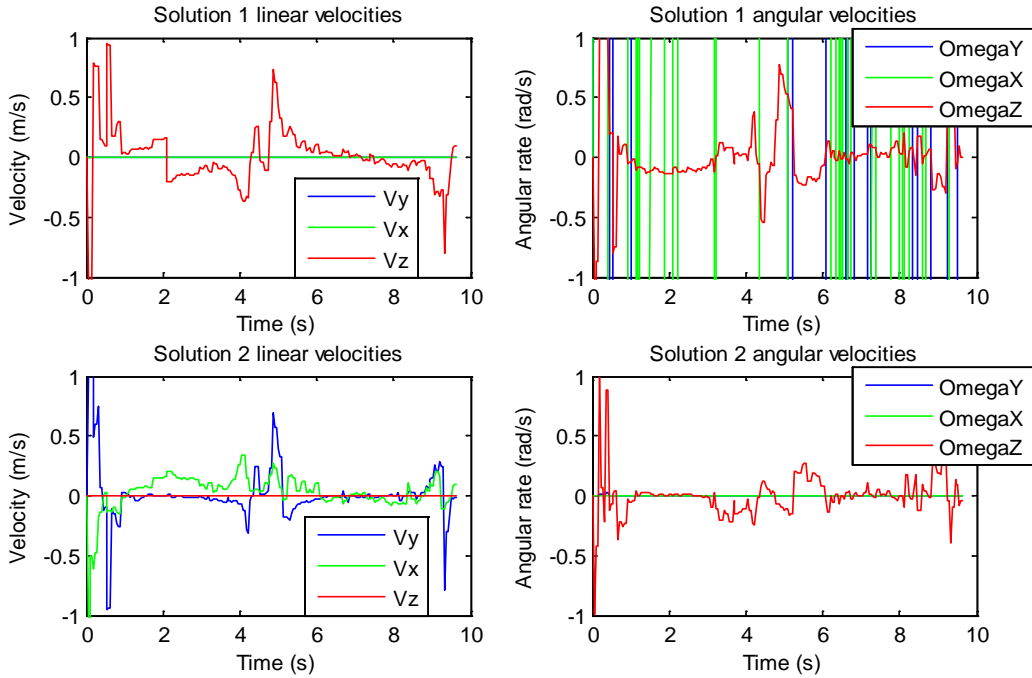 Solution 1 linear velocities
1
0.5
0
-0.5
-1
Velocity (m/s)
Vy
Vx
Vz
0 2 4 6 8 10
Time (s)
Solution 1 angular velocities
1
0.5
0
-0.5
-1
Angular rate (rad/s)
OmegaY
OmegaX
OmegaZ
0 2 4 6 8 10
Time (s)
Solution 2 linear velocities
1
0.5
0
-0.5
-1
Velocity (m/s)
Vy
Vx
Vz
0 2 4 6 8 10
Time (s)
Solution 2 angular velocities
1
0.5
0
-0.5
-1
Angular rate (rad/s)
OmegaY
OmegaX
OmegaZ
0 2 4 6 8 10
Time (s)